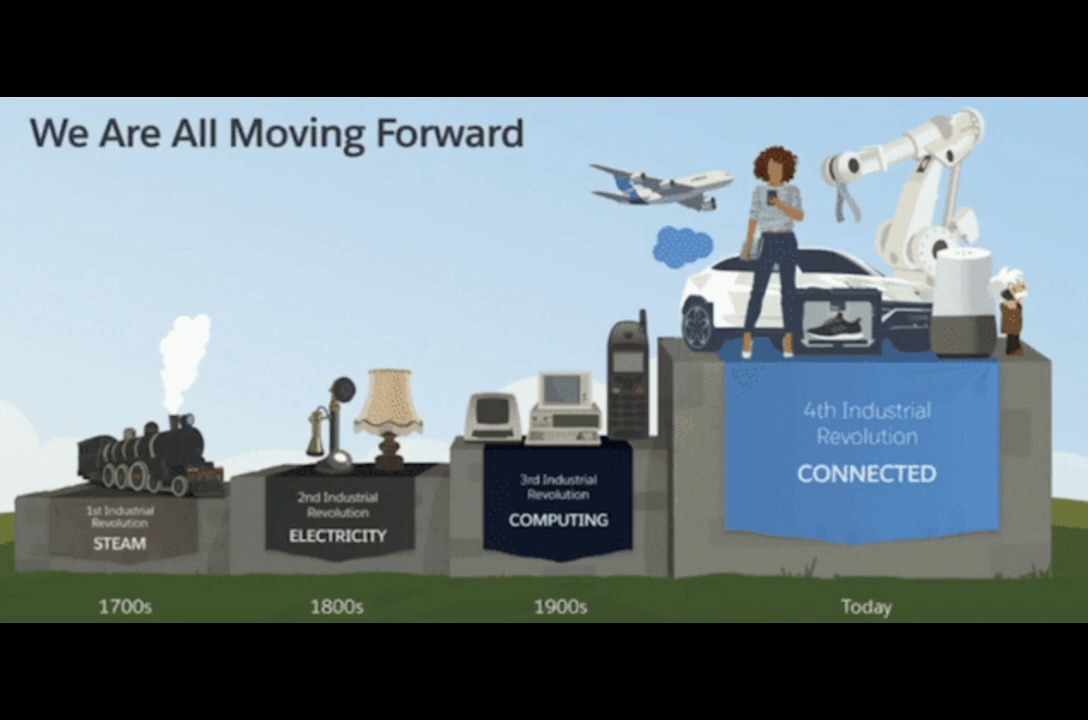 We Are All Moving Forward
1st Industrial
Revolution
STEAM
2nd Industrial
Revolution
ELECTRICITY
3rd Industrial
Revolution
COMPUTING
4th Industrial
Revolution
CONNECTED
1700s
1800s
1900s
Today